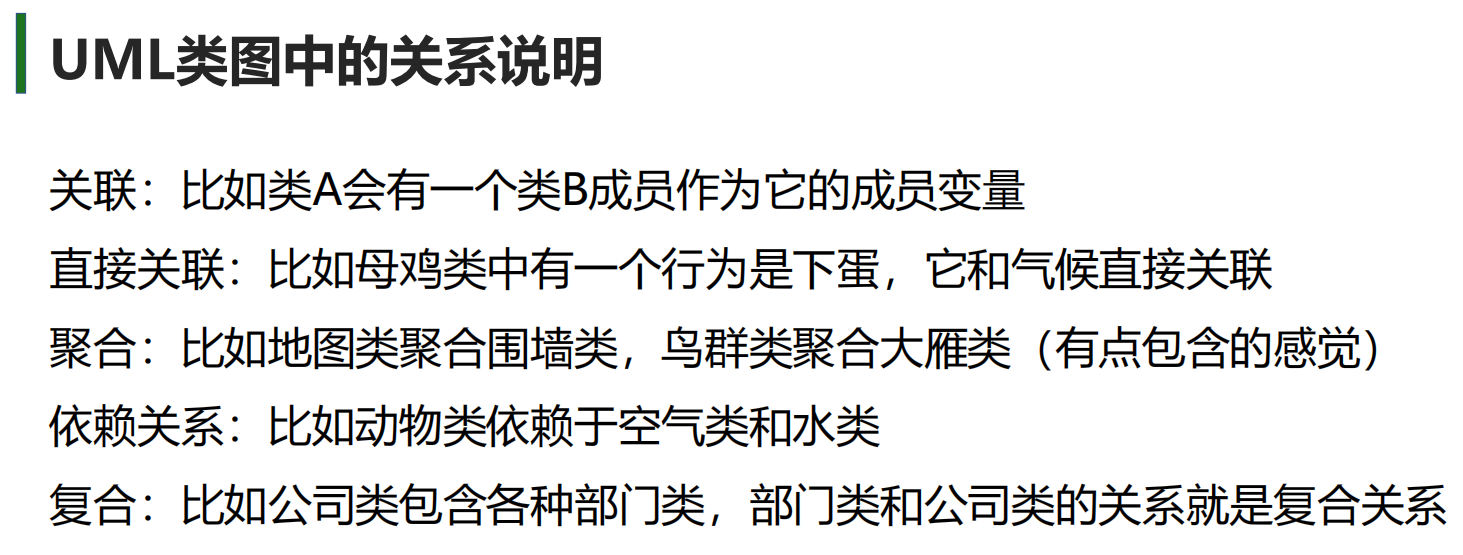 UML类图中的关系说明
关联：比如类A会有一个类B成员作为它的成员变量
直接关联：比如母鸡类中有一个行为是下蛋，它和气候直接关联
聚合：比如地图类聚合围墙类，鸟群类聚合大雁类（有点包含的感觉）
依赖关系：比如动物类依赖于空气类和水类
复合：比如公司类包含各种部门类，部门类和公司类的关系就是复合关系